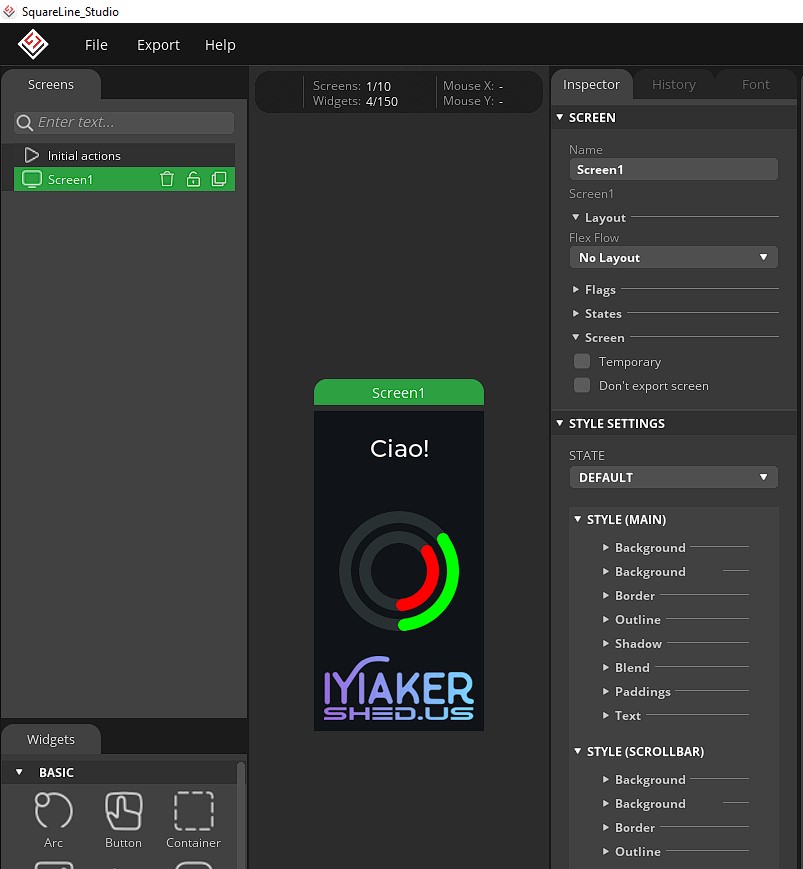 SquareLine_Studio
File Export Help
Screens
Enter text...
Initial actions
Screen1
Screens: 1/10
Widgets: 4/150
Mouse X: -
Mouse Y: -
Screen1
Ciao!
MAKER
SHED.US
Widgets
BASIC
Arc Button Container
Inspector History Font
SCREEN
Name
Screen1
Screen1
Layout
Flex Flow
No Layout
Flags
States
Screen
Temporary
Don't export screen
STYLE SETTINGS
STATE
DEFAULT
STYLE (MAIN)
Background
Background
Border
Outline
Shadow
Blend
Paddings
Text
STYLE (SCROLLBAR)
Background
Background
Border
Outline